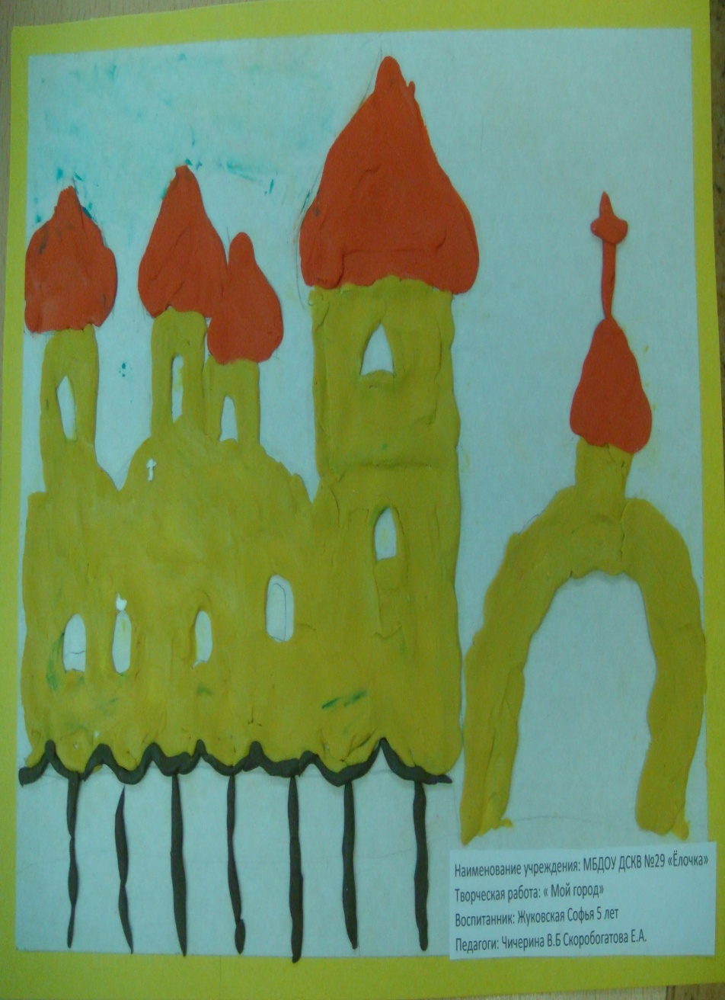 Наименование учреждения: МБДОУ ДСКВ №29 «Ёлочка»
Творческая работа: « Мой город»
Воспитанник: Жуковская Софья 5 лет
Педагоги: Чичерина В.Б Скоробогатова Е.А.